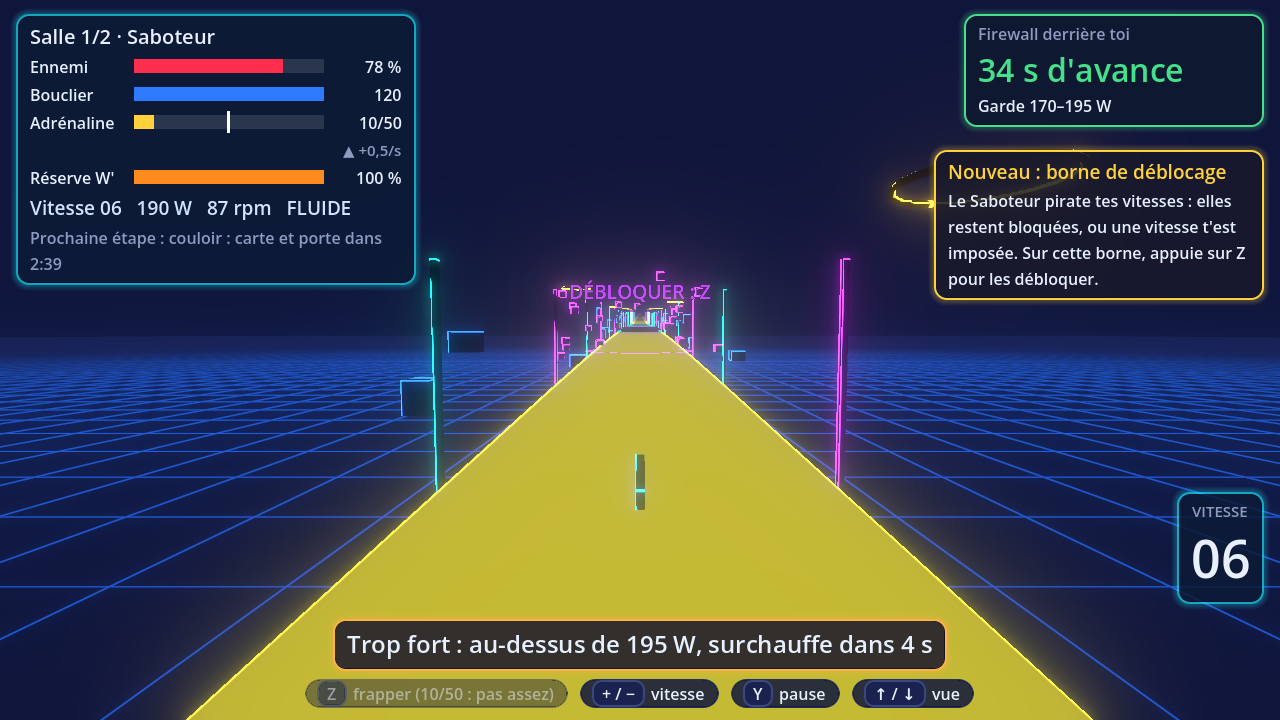 Salle 1/2 · Saboteur
Ennemi 78 %
Bouclier 120
Adrénaline 10/50
▲ +0,5/s
Réserve W' 100 %
Vitesse 06 190 W 87 rpm FLUIDE
Prochaine étape : couloir : carte et porte dans
2:39
Firewall derrière toi
34 s d'avance
Garde 170–195 W
Nouveau : borne de déblocage
Le Saboteur pirate tes vitesses : elles
restent bloquées, ou une vitesse t'est
imposée. Sur cette borne, appuie sur Z
pour les débloquer.
DÉBLOQUER : Z
VITESSE
06
Trop fort : au-dessus de 195 W, surchauffe dans 4 s
Z frapper (10/50 : pas assez) + / − vitesse Y pause ↑ / ↓ vue